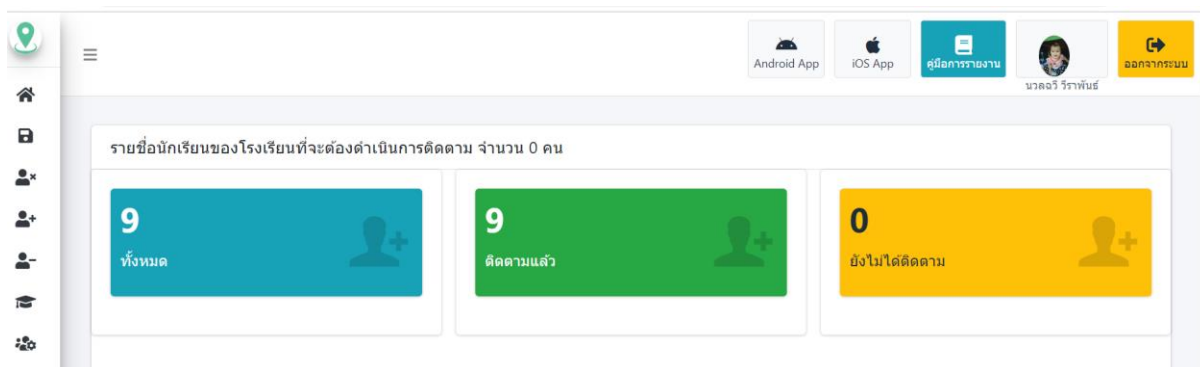 Android App
iOS App
คู่มือการรายงาน
นวลฉวี วีราพันธ์
ออกจากระบบ
รายชื่อนักเรียนของโรงเรียนที่จะต้องดำเนินการติดตาม จำนวน 0 คน
9
ทั้งหมด
9
ติดตามแล้ว
0
ยังไม่ได้ติดตาม